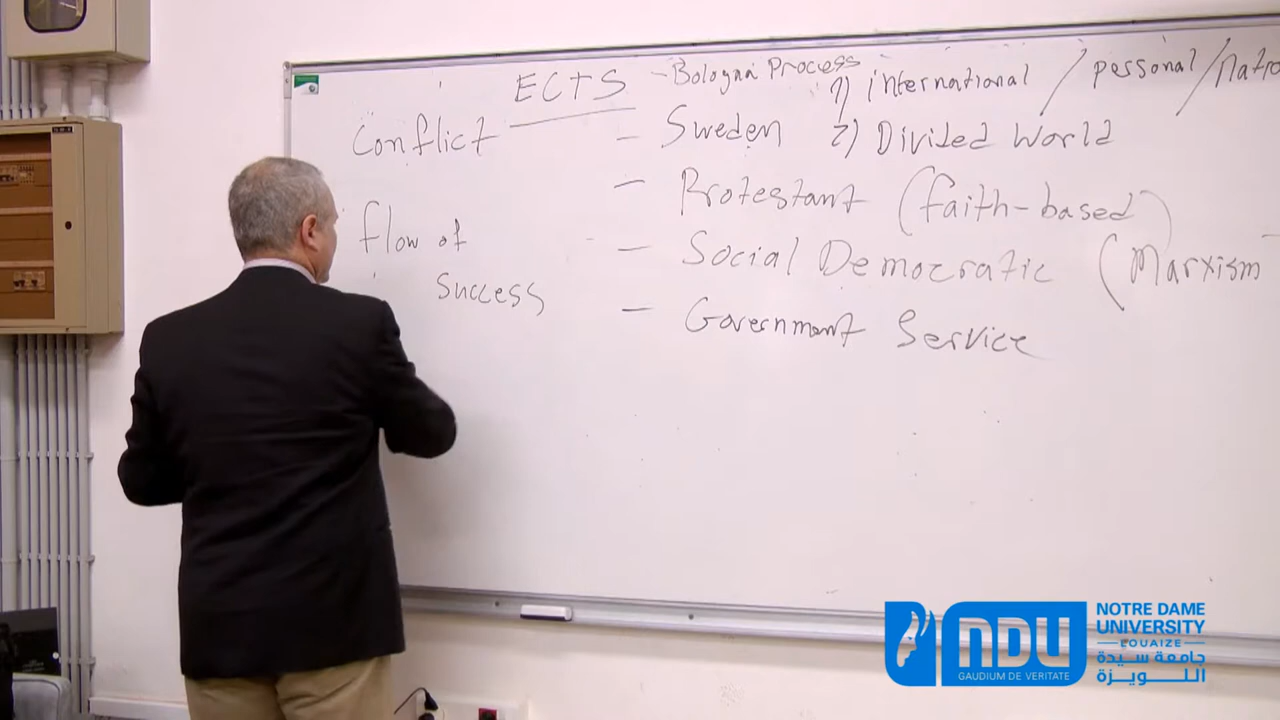 ECTS
Conflict
flow of
success
- Bologna Process
- Sweden
- Protestant (faith-based)
- Social Democratic (Marxism
- Government Service
1) international / personal / natio
2) Divided World
NDU
GAUDIUM DE VERITATE
NOTRE DAME
UNIVERSITY
LOUAIZE
جامعة سيدة
اللويزة